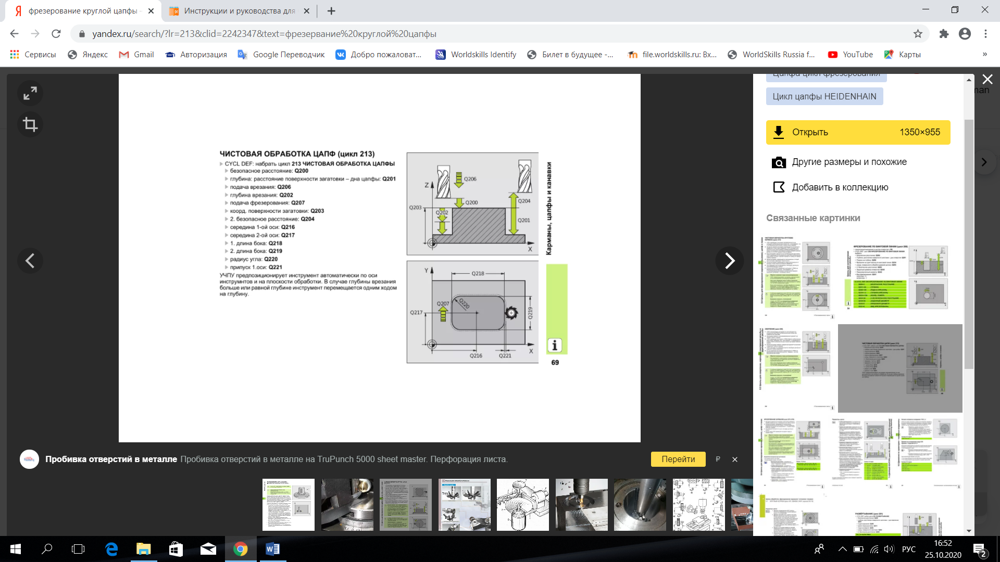 фрезерование круглой цапфы -
Инструкции и руководства для
yandex.ru/search/?lr=213&clid=2242347&text=фрезервание%20круглой%20цапфы
Сервисы
Яндекс
Gmail
Авторизация
Google Переводчик
Добро пожаловат...
Worldskills Identify
Билет в будущее -...
file.worldskills.ru: Вх...
WorldSkills Russia f...
YouTube
Карты
»
ЧИСТОВАЯ ОБРАБОТКА ЦАПФ (цикл 213)
CYCL DEF: набрать цикл 213 ЧИСТОВАЯ ОБРАБОТКА ЦАПФЫ
безопасное расстояние: Q200
глубина: расстояние поверхности загатовки – дна цапфы: Q201
подача врезания: Q206
глубина врезания: Q202
подача фрезерования: Q207
коорд. поверхности загатовки: Q203
2. безопасное расстояние: Q204
середина 1-ой оси: Q216
середина 2-ой оси: Q217
1. длина бока: Q218
2. длина бока: Q219
радиус угла: Q220
припуск 1.оси: Q221
УЧПУ предпозиционирует инструмент автоматически по оси
инструмнтов и на плоскости обработки. В случае глубины врезания
больше или равной глубине инструмент перемещается одним ходом
на глубину.
Z
Q206
Q200
Q204
Q203
Q202
Q201
X
Y
Q218
Q207
Q220
Q217
Q219
X
Q216
Q221
Карманы, цапфы и канавки
i
69
Цапфа цикл фрезерования
Цикл цапфы HEIDENHAIN
man
Открыть
1350×955
Другие размеры и похожие
Добавить в коллекцию
Связанные картинки
Пробивка отверстий в металле Пробивка отверстий в металле на TruPunch 5000 sheet master. Перфорация листа.
Перейти
₽
РУС
16:52
25.10.2020
2